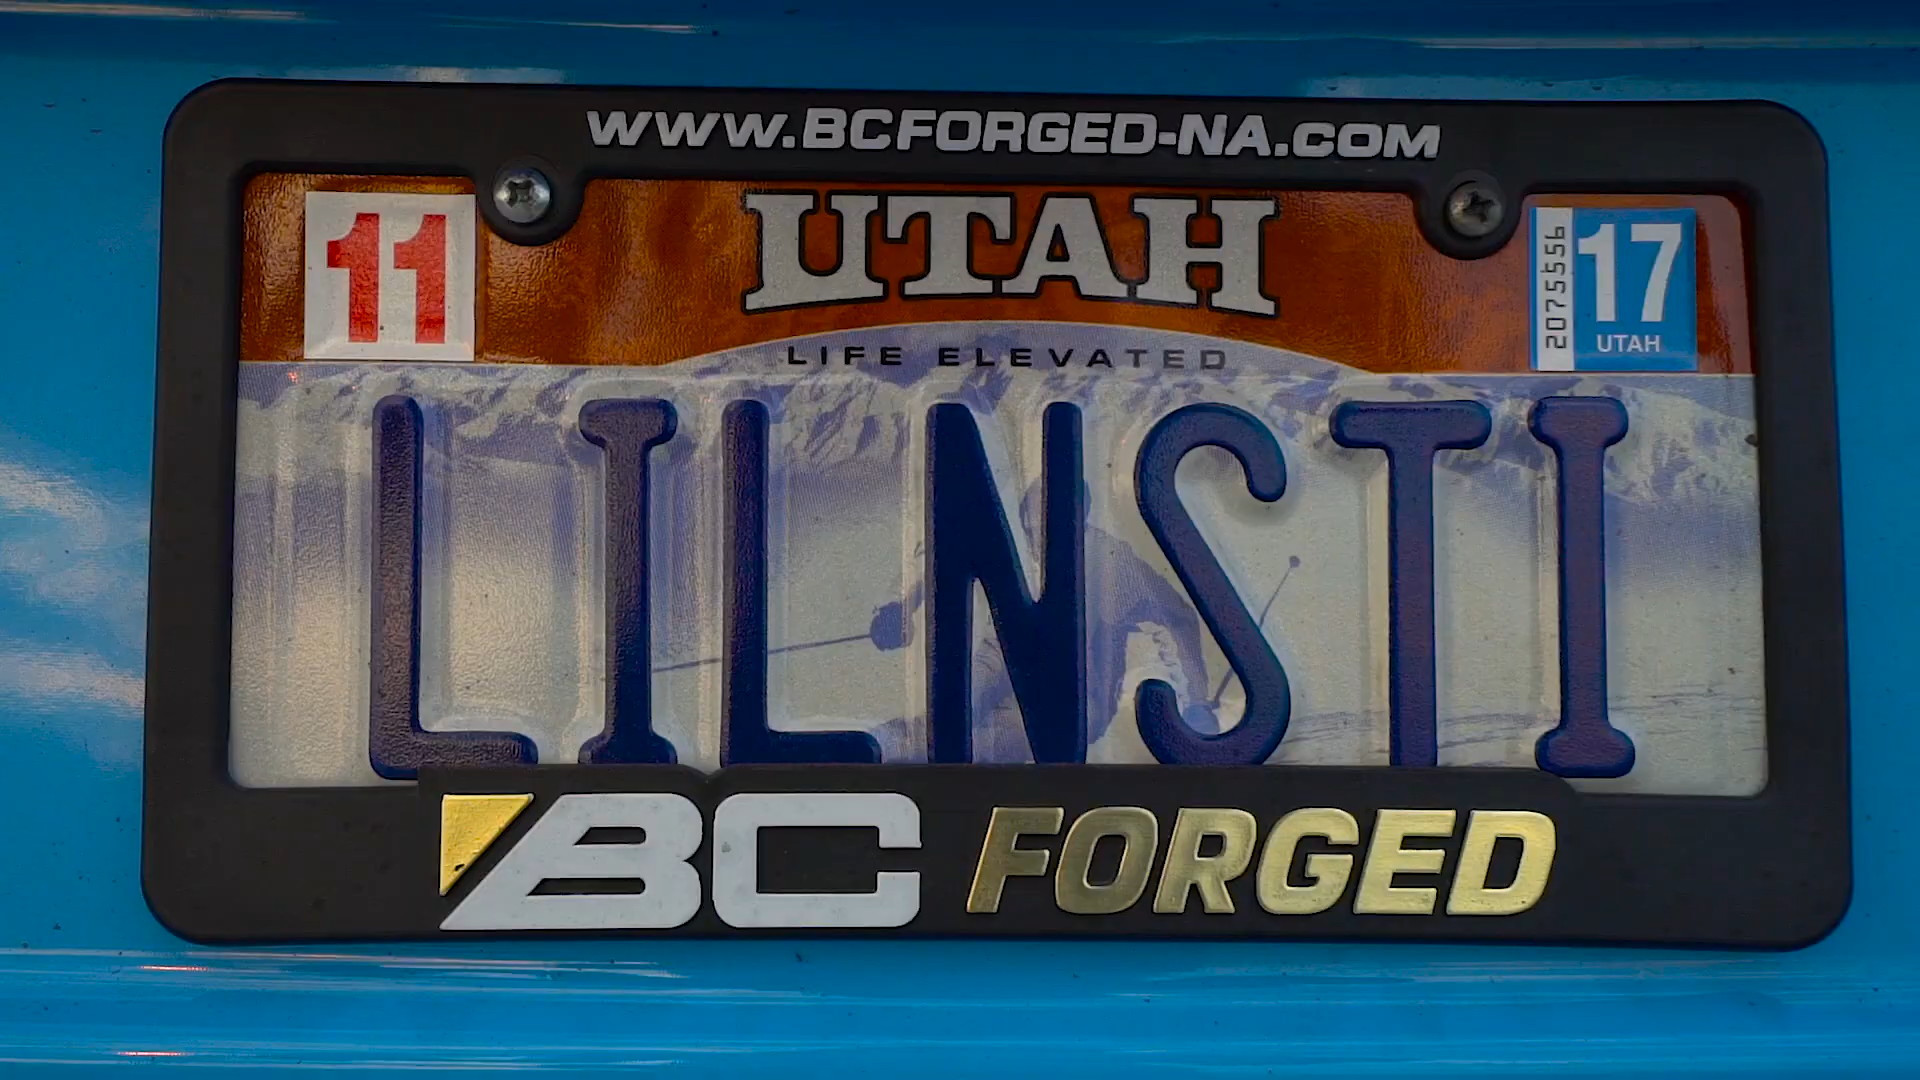 WWW.BCFORGED-NA.COM
11
UTAH
2075556
17
UTAH
LIFE ELEVATED
LILNSTI
BC FORGED